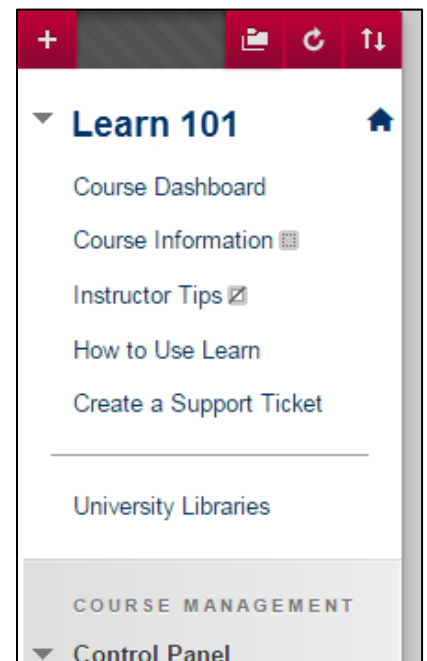 Learn 101
Course Dashboard
Course Information
Instructor Tips
How to Use Learn
Create a Support Ticket
University Libraries
COURSE MANAGEMENT
Control Panel